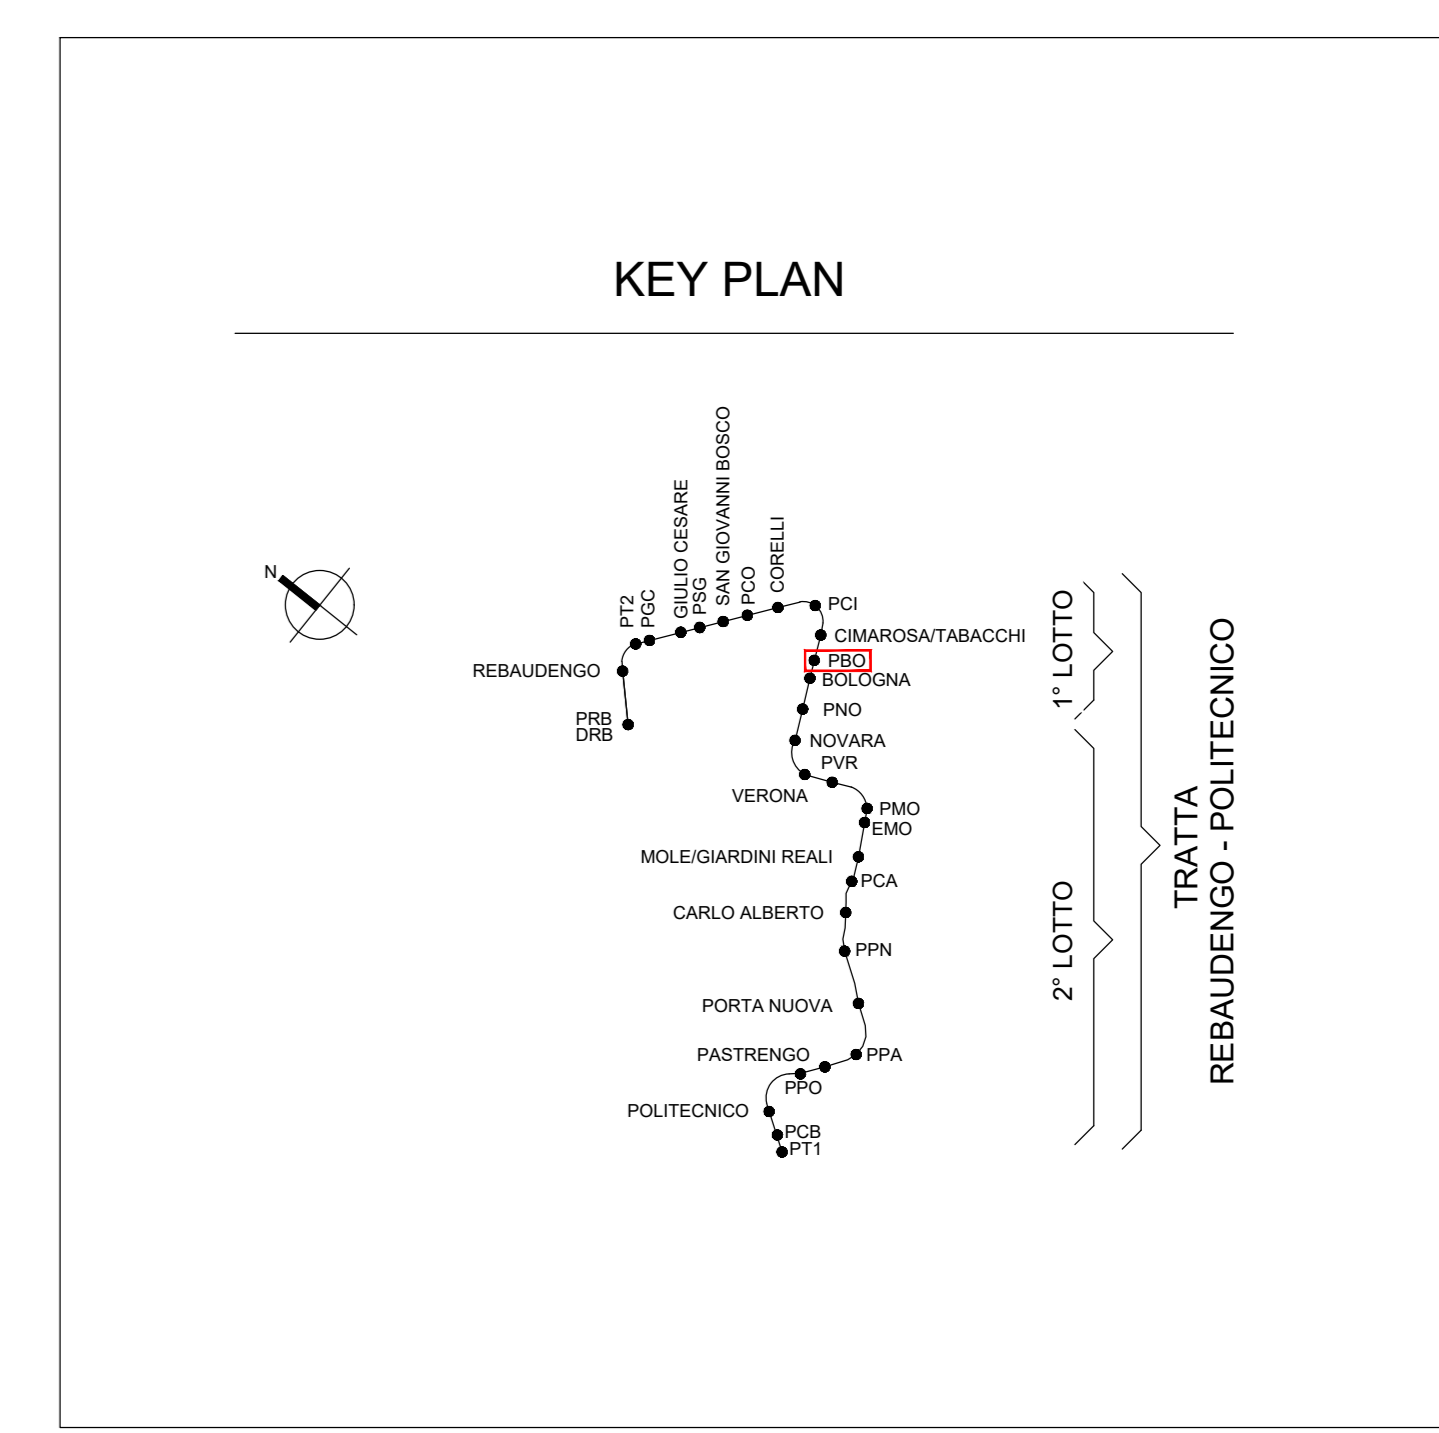 KEY PLAN
N
REBAUDENGO
PRB
DRB
PT2
PGC
GIULIO CESARE
PSG
SAN GIOVANNI BOSCO
PCO
CORELLI
PCI
CIMAROSA/TABACCHI
PBO
BOLOGNA
PNO
NOVARA
PVR
VERONA
PMO
EMO
MOLE/GIARDINI REALI
PCA
CARLO ALBERTO
PPN
PORTA NUOVA
PASTRENGO
PPA
PPO
POLITECNICO
PCB
PT1
1° LOTTO
2° LOTTO
TRATTA
REBAUDENGO - POLITECNICO